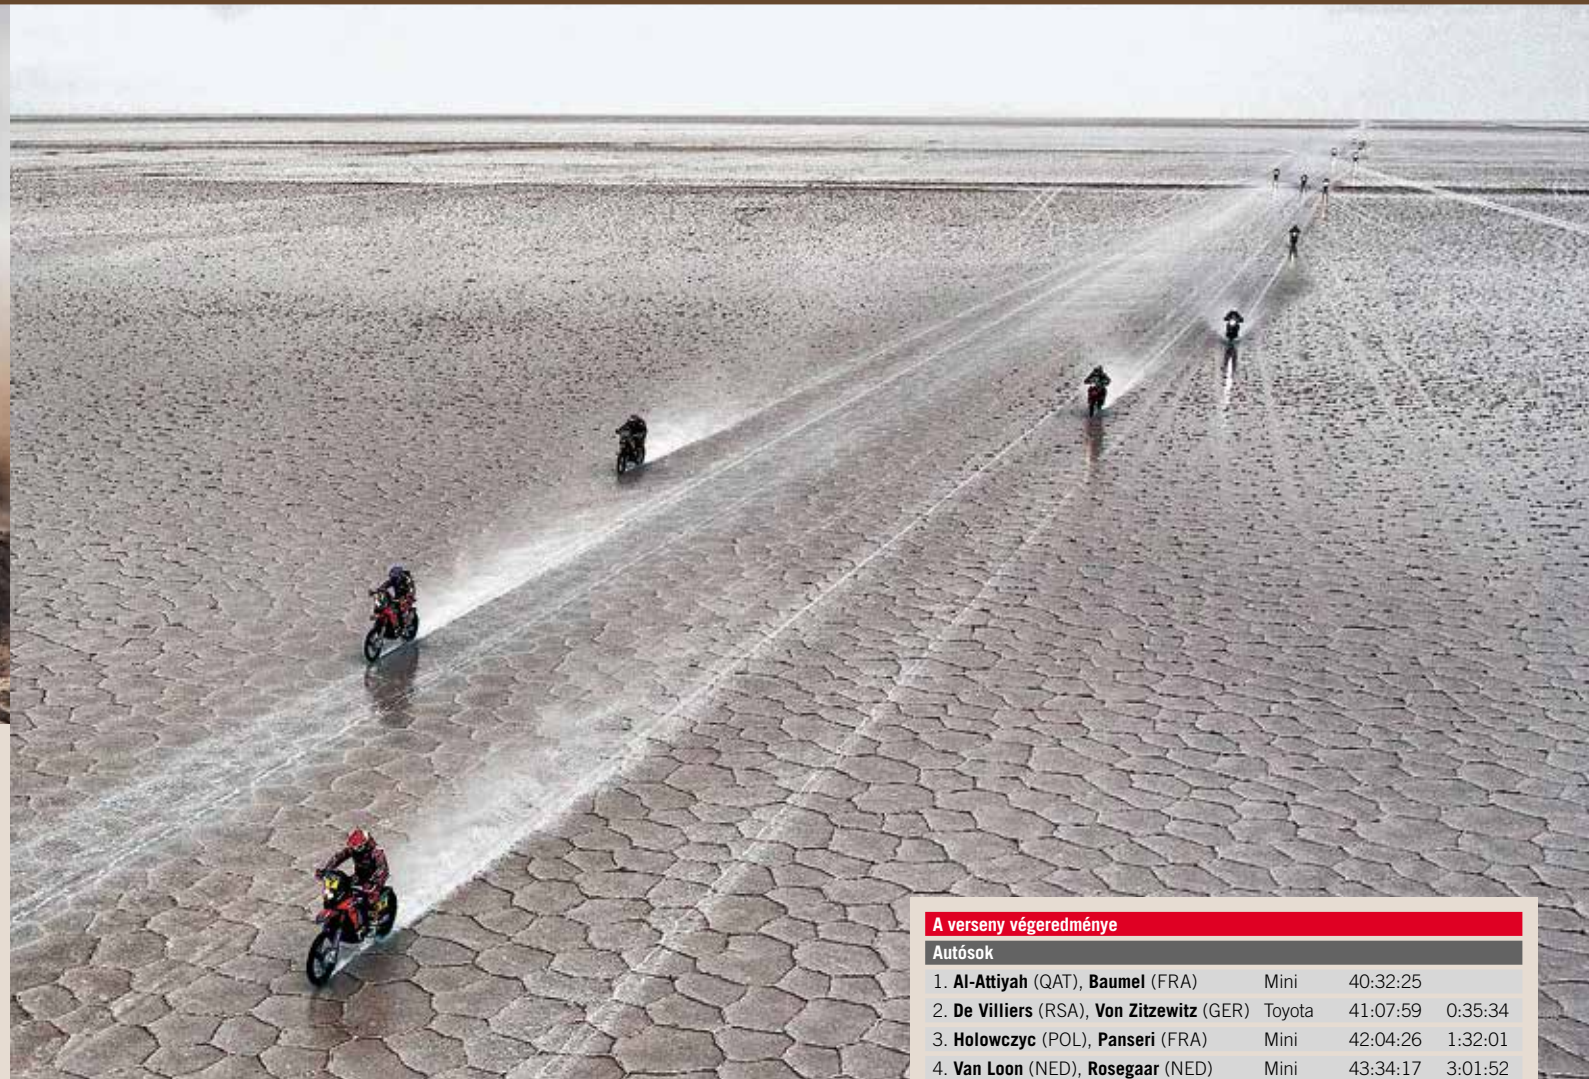 A verseny végeredménye
Autósok
1. Al-Attiyah (QAT), Baumel (FRA) Mini 40:32:25
2. De Villiers (RSA), Von Zitzewitz (GER) Toyota 41:07:59 0:35:34
3. Holowczyc (POL), Panseri (FRA) Mini 42:04:26 1:32:01
4. Van Loon (NED), Rosegaar (NED) Mini 43:34:17 3:01:52